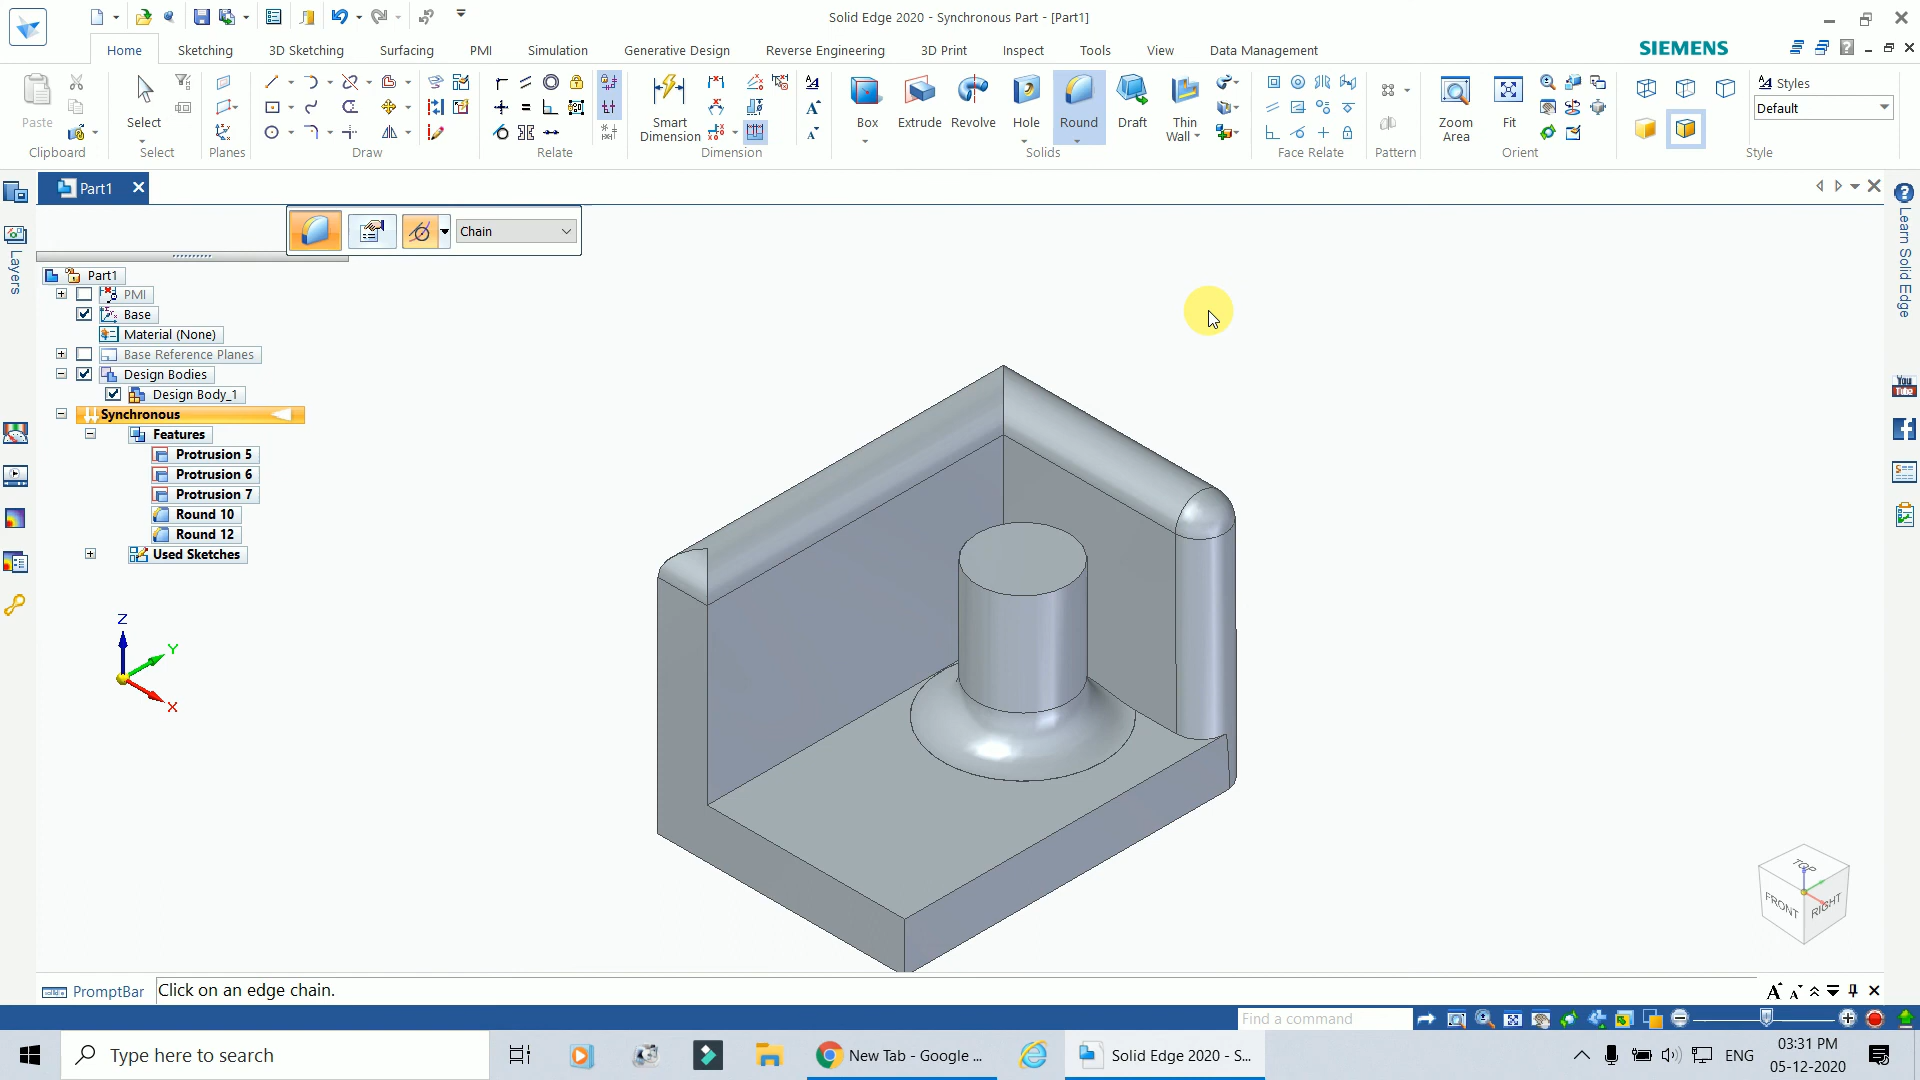 Solid Edge 2020 - Synchronous Part - [Part1]
Home
Sketching
3D Sketching
Surfacing
PMI
Simulation
Generative Design
Reverse Engineering
3D Print
Inspect
Tools
View
Data Management
SIEMENS
Paste
Clipboard
Select
Select
Planes
Draw
Relate
Smart
Dimension
Dimension
Box
Extrude
Revolve
Hole
Round
Draft
Thin
Wall
Solids
Face Relate
Pattern
Zoom
Area
Fit
Orient
Styles
Default
Style
Part1
Chain
Layers
Learn Solid Edge
You
Tube
Part1
PMI
Base
Material (None)
Base Reference Planes
Design Bodies
Design Body_1
Synchronous
Features
Protrusion 5
Protrusion 6
Protrusion 7
Round 10
Round 12
Used Sketches
Z
Y
X
TOP
FRONT
RIGHT
PromptBar
Click on an edge chain.
Find a command
Type here to search
New Tab - Google ...
Solid Edge 2020 - S...
ENG
03:31 PM
05-12-2020